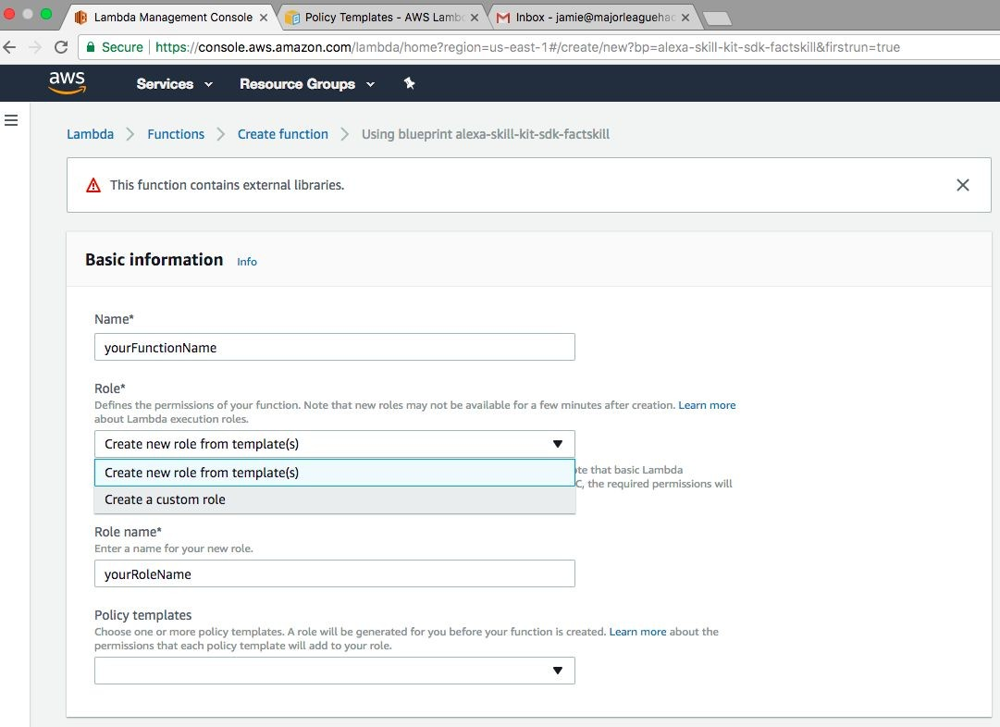 Lambda Management Console
Policy Templates - AWS Lamb
Inbox - jamie@majorleagueha
Secure https://console.aws.amazon.com/lambda/home?region=us-east-1#/create/new?bp=alexa-skill-kit-sdk-factskill&firstrun=true
aws Services Resource Groups
Lambda Functions Create function Using blueprint alexa-skill-kit-sdk-factskill
This function contains external libraries.
Basic information Info
Name*
yourFunctionName
Role*
Defines the permissions of your function. Note that new roles may not be available for a few minutes after creation. Learn more
about Lambda execution roles.
Create new role from template(s)
Create new role from template(s)
that basic Lambda
the required permissions will
Create a custom role
Role name*
Enter a name for your new role.
yourRoleName
Policy templates
Choose one or more policy templates. A role will be generated for you before your function is created. Learn more about the
permissions that each policy template will add to your role.